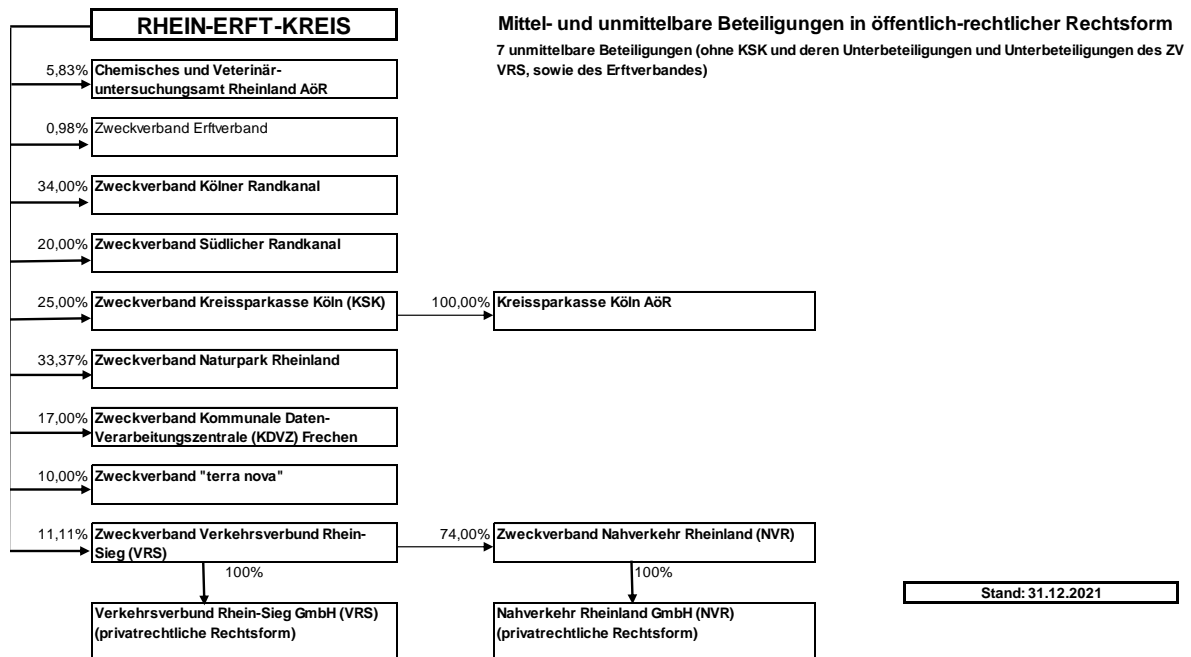 RHEIN-ERFT-KREIS
Mittel- und unmittelbare Beteiligungen in öffentlich-rechtlicher Rechtsform
7 unmittelbare Beteiligungen (ohne KSK und deren Unterbeteiligungen und Unterbeteiligungen des ZV
VRS, sowie des Erftverbandes)
5,83% Chemisches und Veterinär-
untersuchungsamt Rheinland AöR
0,98% Zweckverband Erftverband
34,00% Zweckverband Kölner Randkanal
20,00% Zweckverband Südlicher Randkanal
25,00% Zweckverband Kreissparkasse Köln (KSK)
100,00% Kreissparkasse Köln AöR
33,37% Zweckverband Naturpark Rheinland
17,00% Zweckverband Kommunale Daten-
Verarbeitungszentrale (KDVZ) Frechen
10,00% Zweckverband "terra nova"
11,11% Zweckverband Verkehrsverbund Rhein-
Sieg (VRS)
74,00% Zweckverband Nahverkehr Rheinland (NVR)
100%
100%
Verkehrsverbund Rhein-Sieg GmbH (VRS)
(privatrechtliche Rechtsform)
Nahverkehr Rheinland GmbH (NVR)
(privatrechtliche Rechtsform)
Stand: 31.12.2021